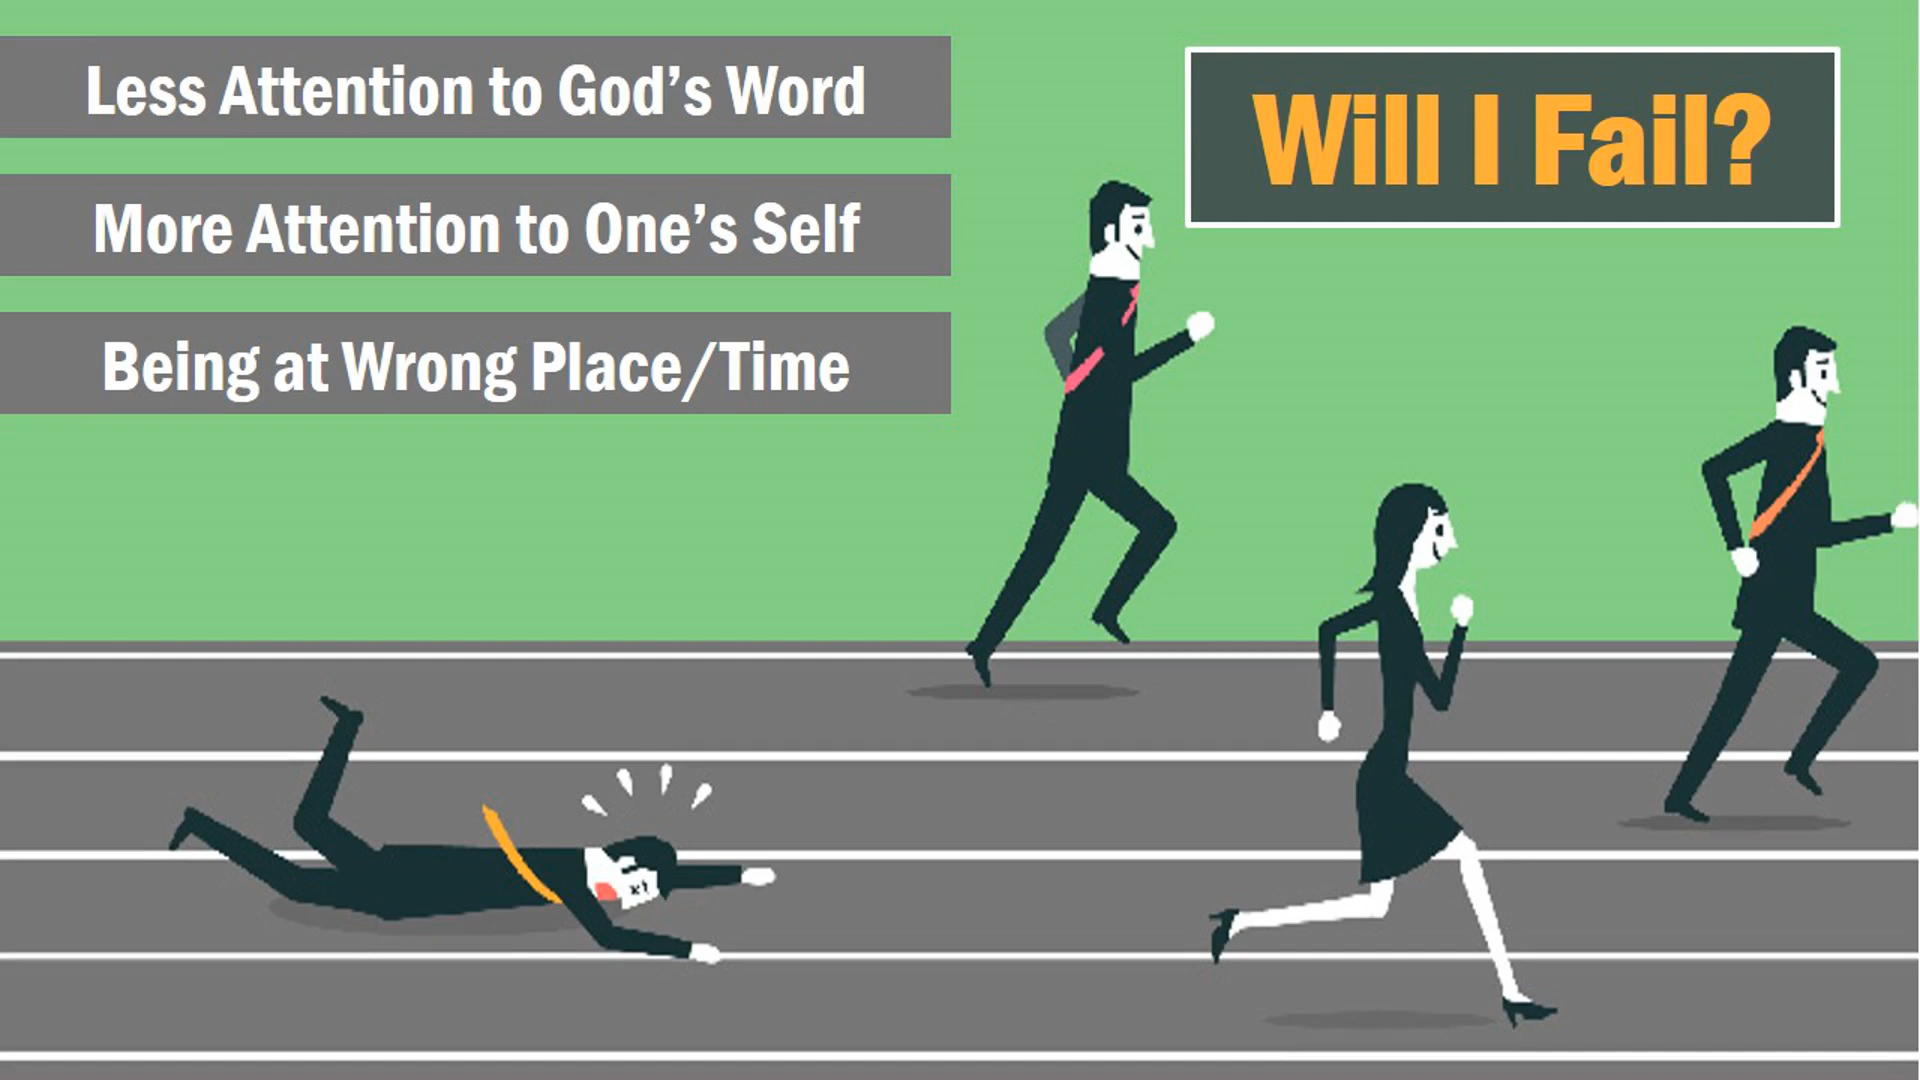 Less Attention to God’s Word
More Attention to One’s Self
Being at Wrong Place/Time
Will I Fail?